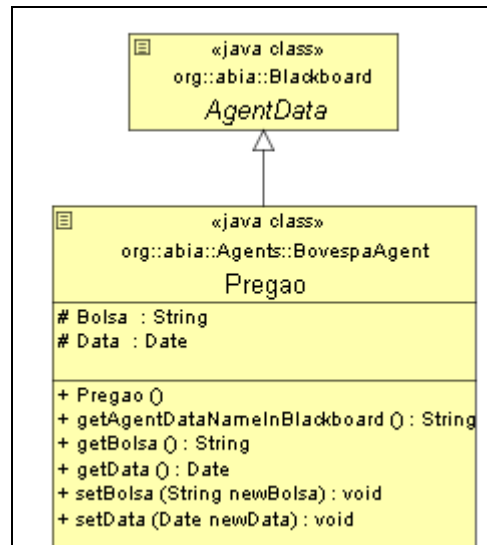 «java class»
org::abia::Blackboard
AgentData
«java class»
org::abia::Agents::BovespaAgent
Pregao
# Bolsa : String
# Data : Date
+ Pregao ()
+ getAgentDataNameInBlackboard () : String
+ getBolsa () : String
+ getData () : Date
+ setBolsa (String newBolsa) : void
+ setData (Date newData) : void